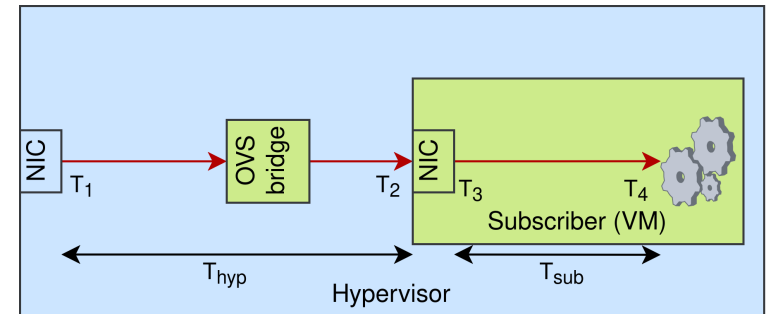 NIC
OVS
bridge
NIC
T1
T2
T3
T4
Subscriber (VM)
Thyp
Tsub
Hypervisor